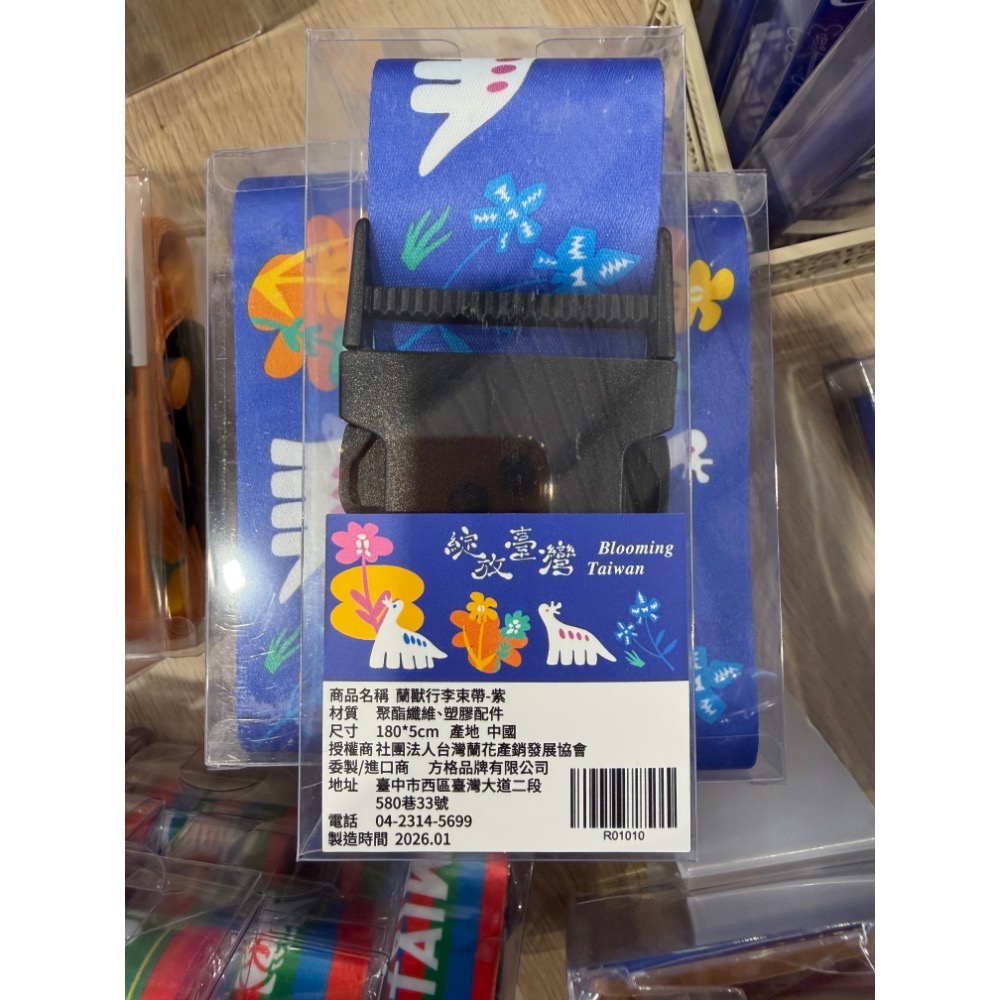 綻放臺灣 Blooming
Taiwan
商品名稱 蘭獸行李束帶-紫
材質 聚酯纖維、塑膠配件
尺寸 180*5cm 產地 中國
授權商 社團法人台灣蘭花產銷發展協會
委製/進口商 方格品牌有限公司
地址 臺中市西區臺灣大道二段
580巷33號
電話 04-2314-5699
製造時間 2026.01
R01010
TAIW